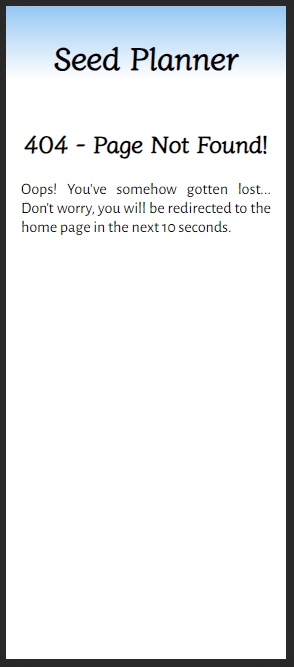 Seed Planner
404 - Page Not Found!
Oops! You've somehow gotten lost...
Don't worry, you will be redirected to the
home page in the next 10 seconds.